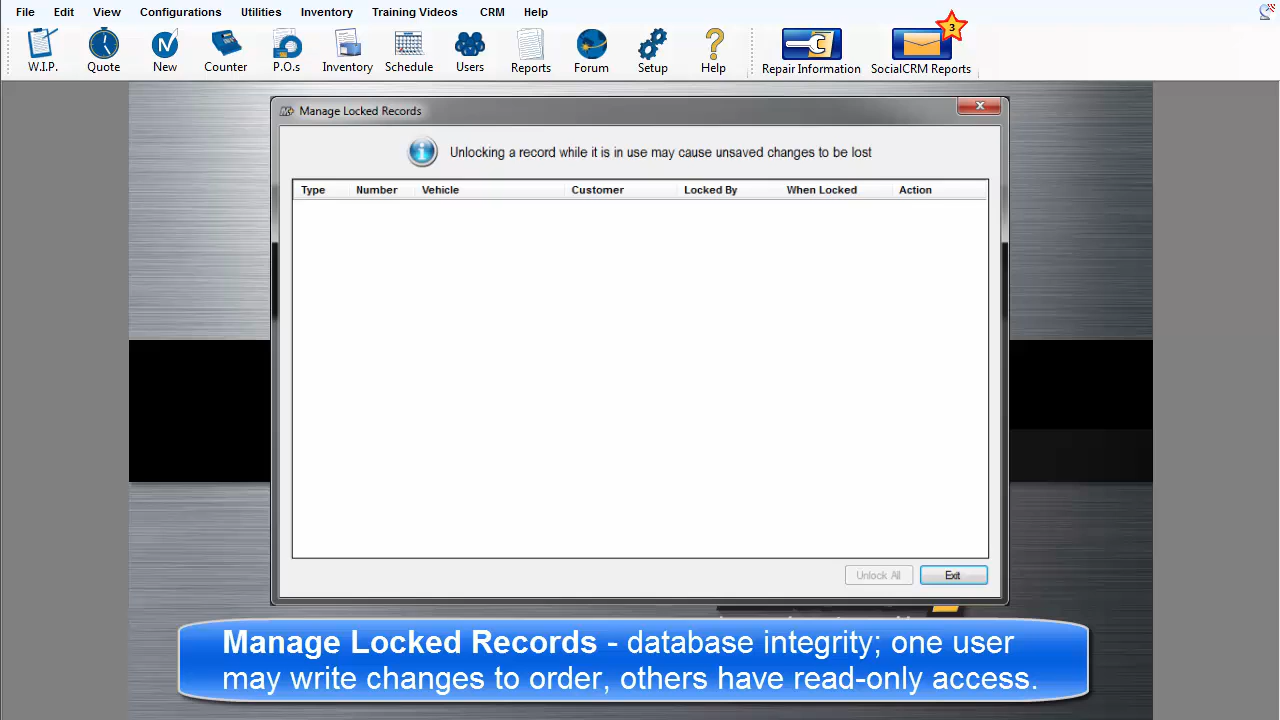 File Edit View Configurations Utilities Inventory Training Videos CRM Help
3
W.I.P. Quote New Counter P.O.s Inventory Schedule Users Reports Forum Setup Help Repair Information SocialCRM Reports
Manage Locked Records
Unlocking a record while it is in use may cause unsaved changes to be lost
Type Number Vehicle Customer Locked By When Locked Action
Unlock All Exit
Manage Locked Records - database integrity; one user
may write changes to order, others have read-only access.